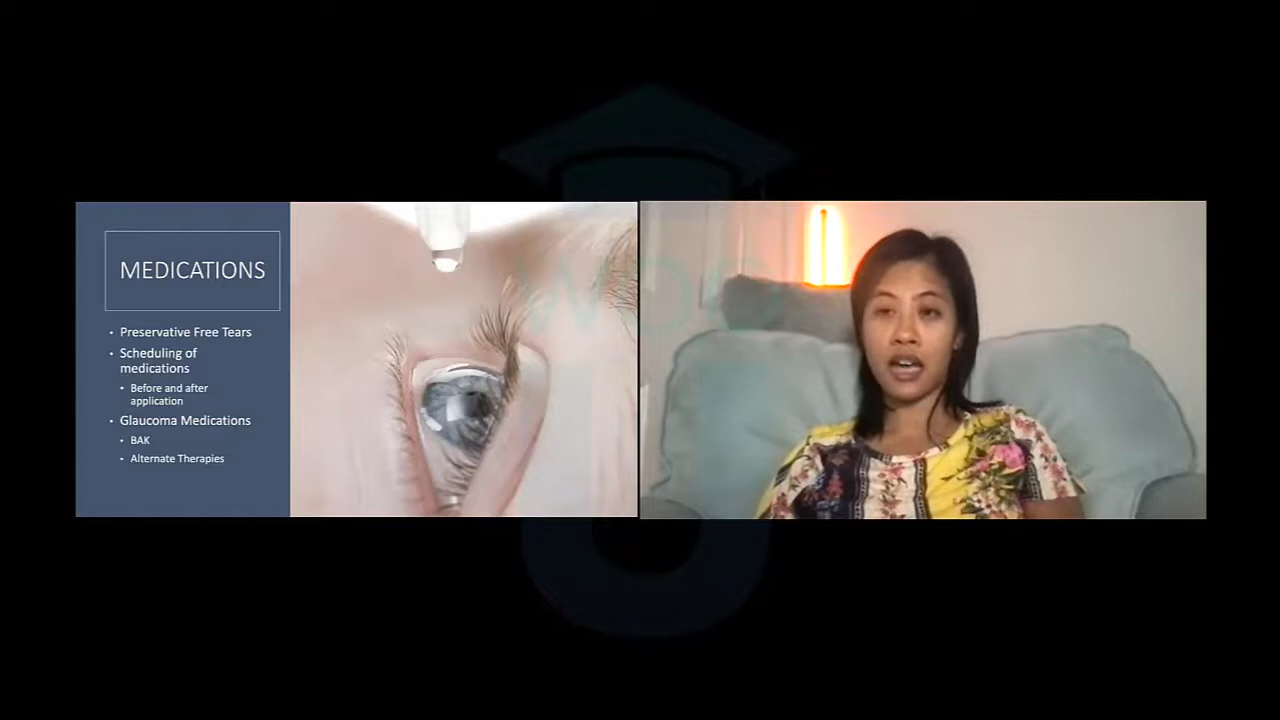 MEDICATIONS
• Preservative Free Tears
• Scheduling of
medications
• Before and after
application
• Glaucoma Medications
• BAK
• Alternate Therapies